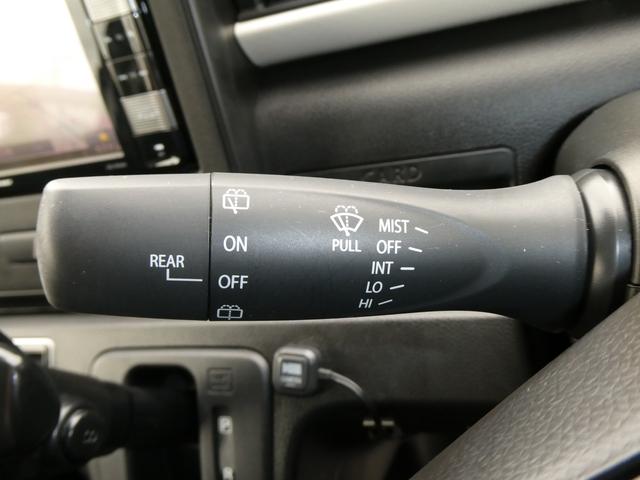 REAR
ON
OFF
PULL
MIST
OFF
INT
LO
HI
CARD